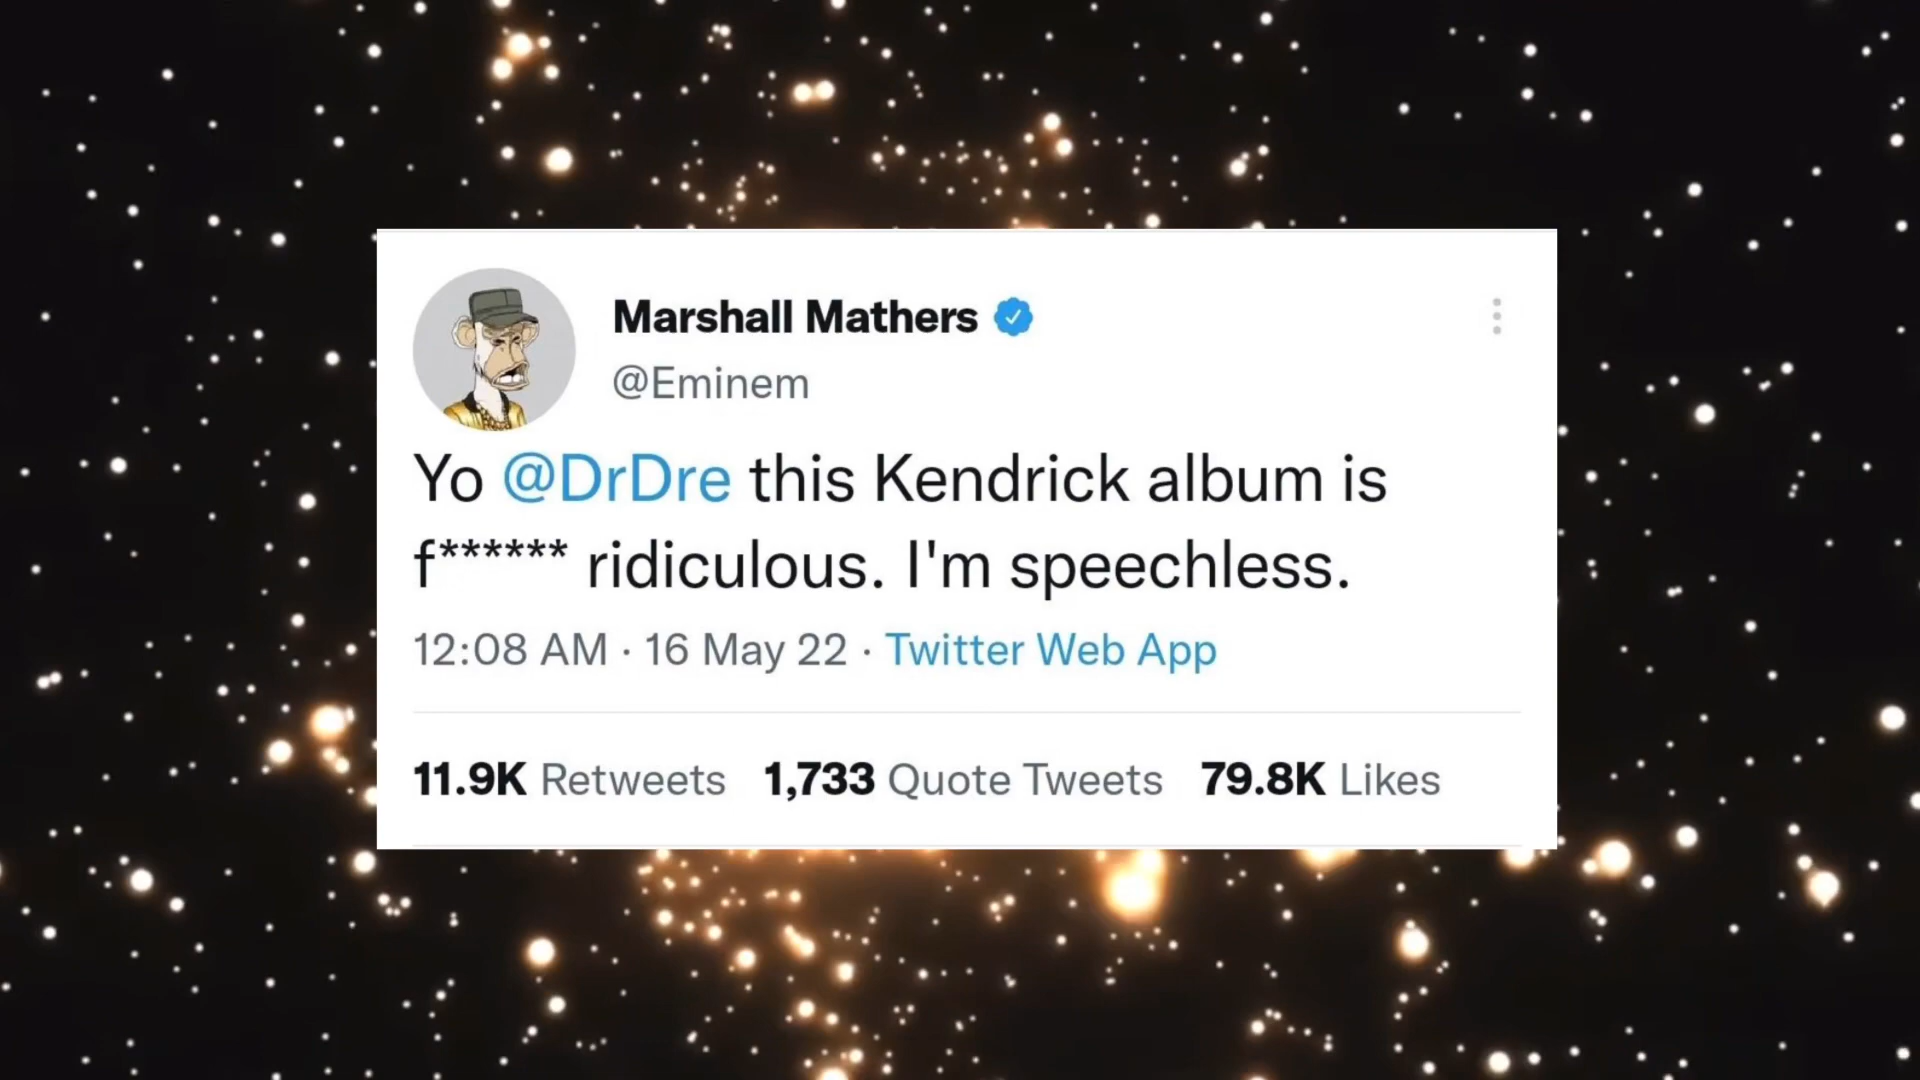 Marshall Mathers
@Eminem
Yo @DrDre this Kendrick album is
f****** ridiculous. I'm speechless.
12:08 AM · 16 May 22 · Twitter Web App
11.9K Retweets 1,733 Quote Tweets 79.8K Likes